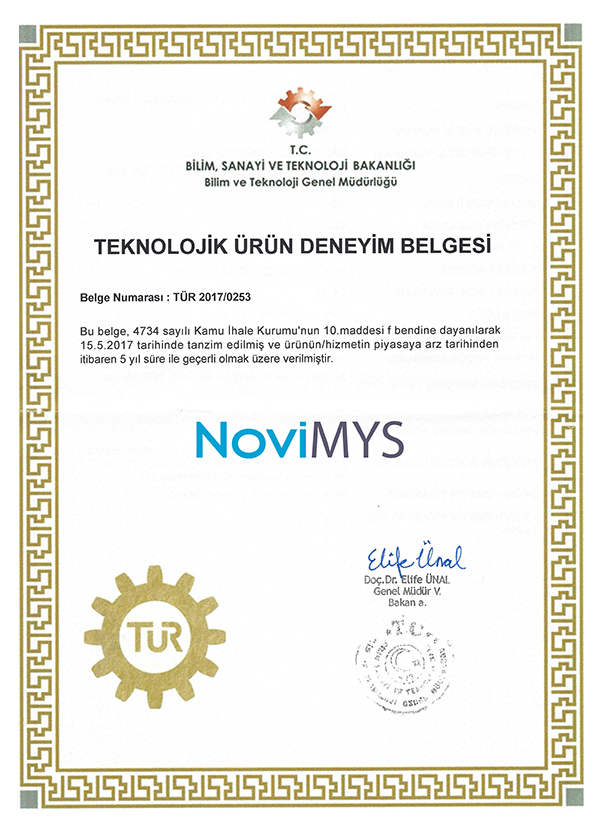 T.C.
BİLİM, SANAYİ VE TEKNOLOJİ BAKANLIĞI
Bilim ve Teknoloji Genel Müdürlüğü
TEKNOLOJİK ÜRÜN DENEYİM BELGESİ
Belge Numarası : TÜR 2017/0253
Bu belge, 4734 sayılı Kamu İhale Kurumu'nun 10.maddesi f bendine dayanılarak
15.5.2017 tarihinde tanzim edilmiş ve ürünün/hizmetin piyasaya arz tarihinden
itibaren 5 yıl süre ile geçerli olmak üzere verilmiştir.
NoviMYS
Elife Ünal
Doç.Dr. Elife ÜNAL
Genel Müdür V.
Bakan a.
TÜR
T.C.